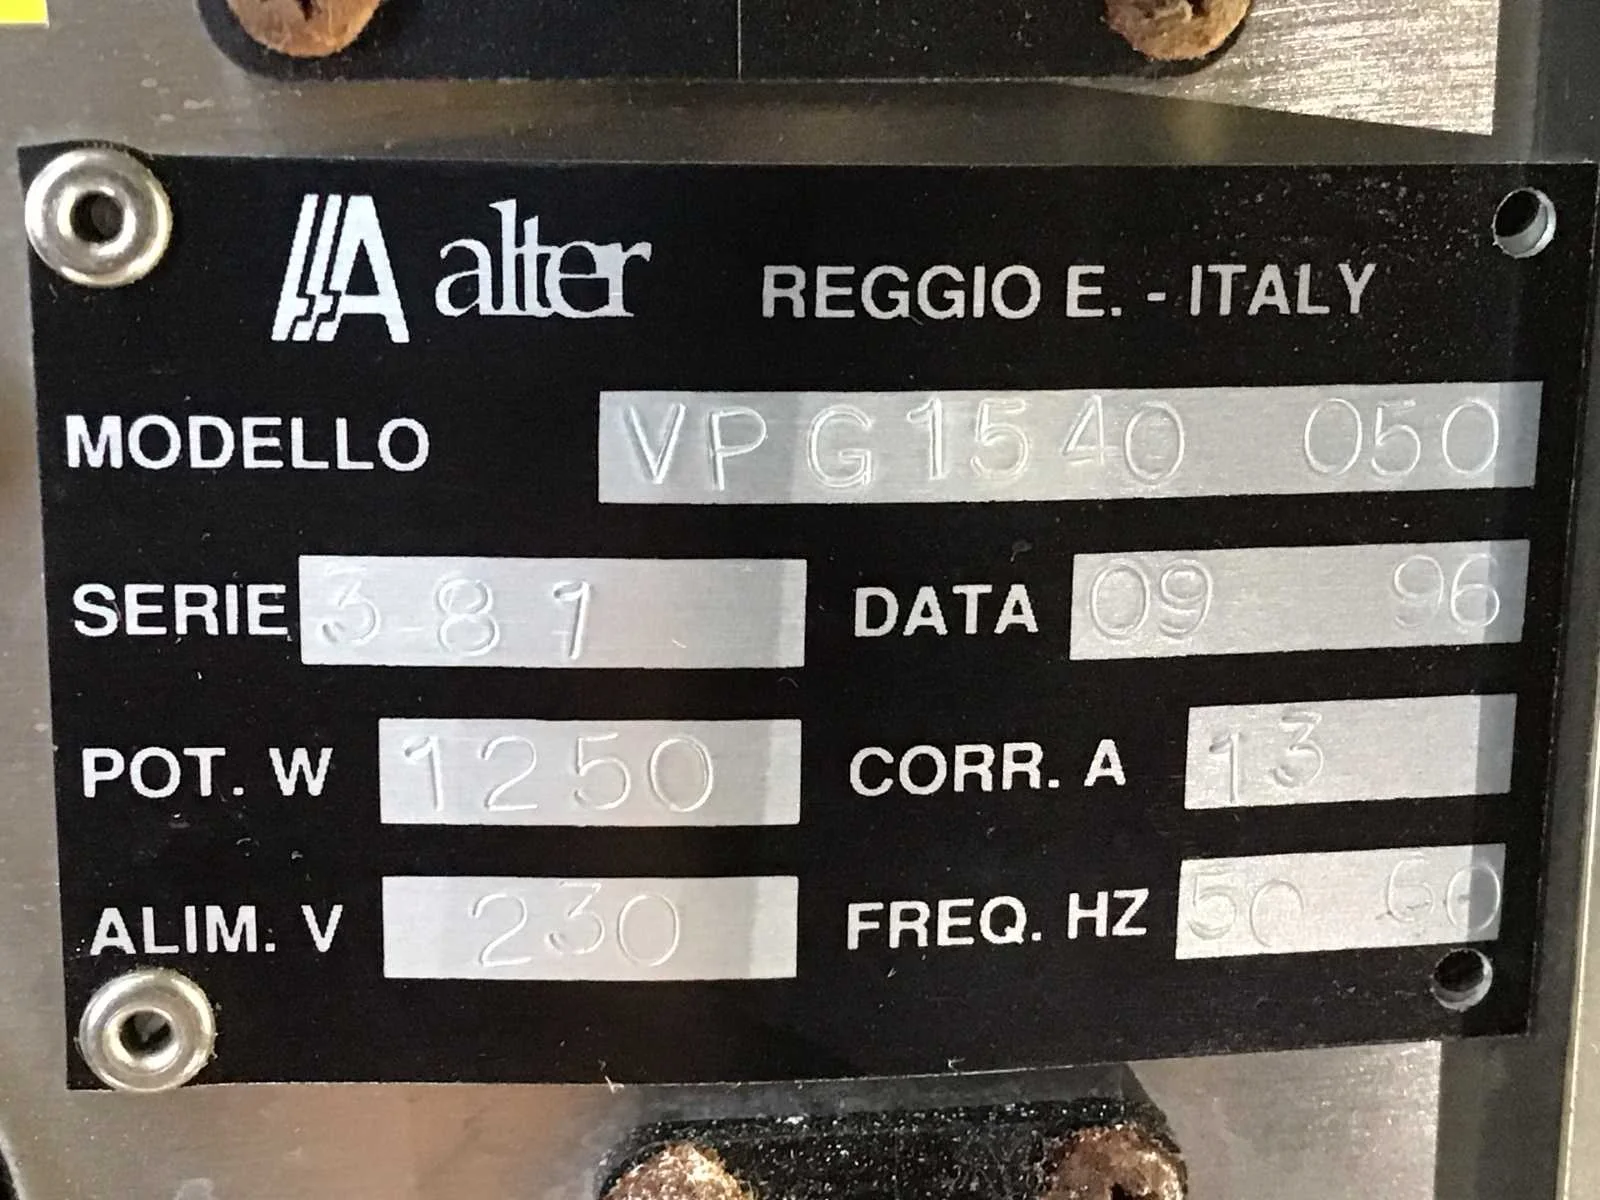 A alter REGGIO E. - ITALY
MODELLO VPG1540 050
SERIE 381 DATA 09 96
POT. W 1250 CORR. A 13
ALIM. V 230 FREQ. HZ 50 60